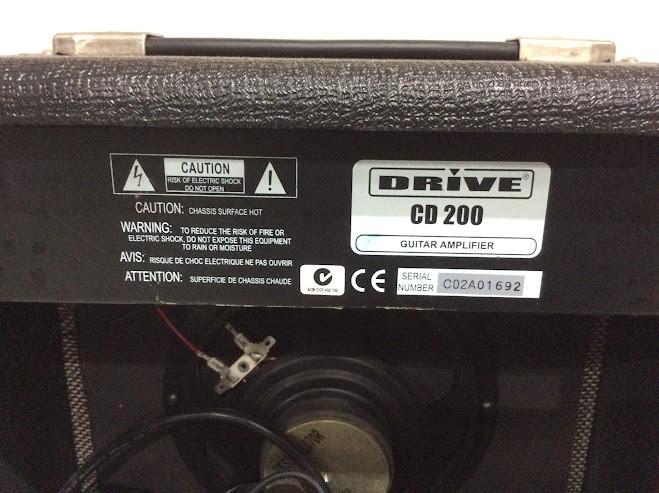 CAUTION
RISK OF ELECTRIC SHOCK
DO NOT OPEN
CAUTION: CHASSIS SURFACE HOT
WARNING: TO REDUCE THE RISK OF FIRE OR
ELECTRIC SHOCK, DO NOT EXPOSE THIS EQUIPMENT
TO RAIN OR MOISTURE
AVIS: RISQUE DE CHOC ELECTRIQUE NE PAS OUVRIR
ATTENTION: SUPERFICIE DE CHASSIS CHAUDE
DRIVE®
CD 200
GUITAR AMPLIFIER
CE
SERIAL
NUMBER C02A01692